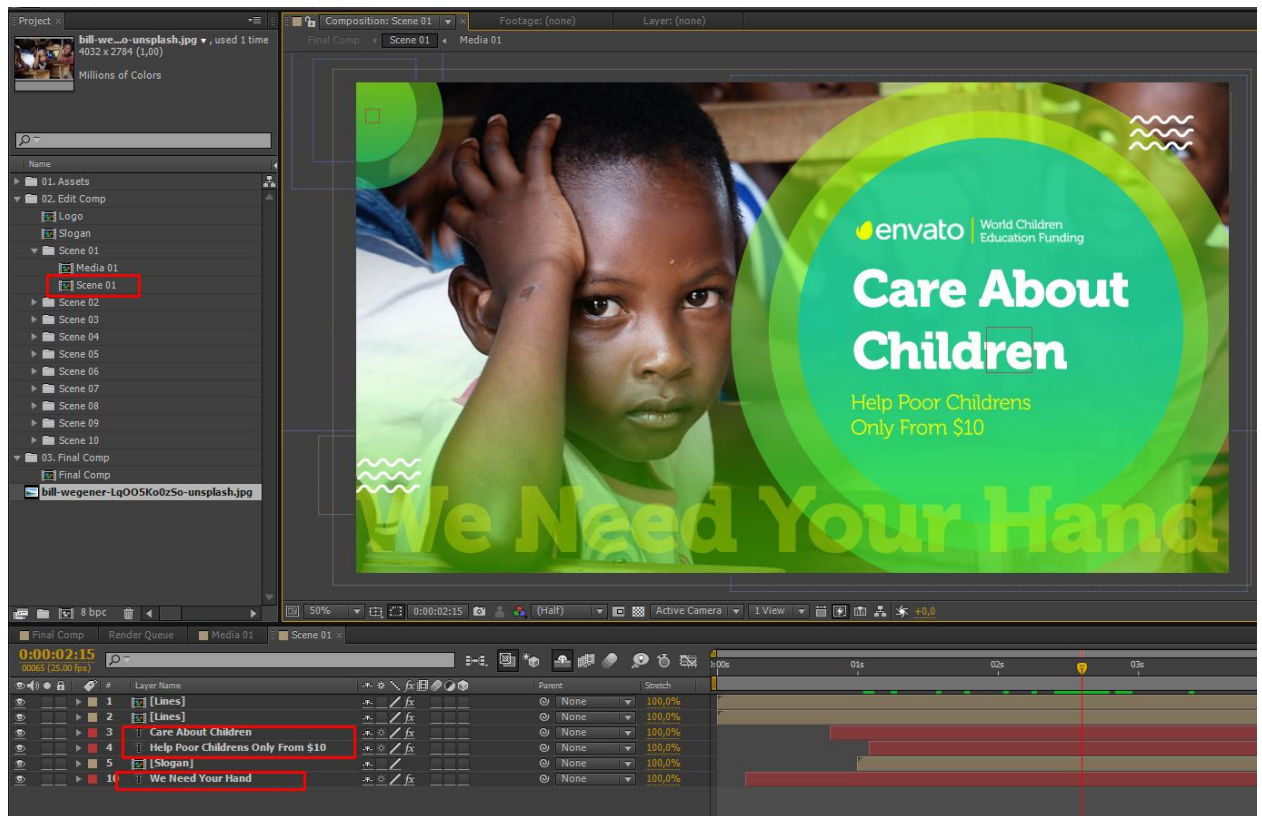 Project ×
bill-we...o-unsplash.jpg ▾ , used 1 time
4032 x 2784 (1,00)
Millions of Colors
Name
01. Assets
02. Edit Comp
Logo
Slogan
Scene 01
Media 01
Scene 01
Scene 02
Scene 03
Scene 04
Scene 05
Scene 06
Scene 07
Scene 08
Scene 09
Scene 10
03. Final Comp
Final Comp
bill-wegener-LqOO5Ko0zSo-unsplash.jpg
8 bpc
Composition: Scene 01 × Footage: (none) Layer: (none)
Final Comp Scene 01 Media 01
envato
World Children
Education Funding
Care About
Children
Help Poor Childrens
Only From $10
We Need Your Hand
50% 0:00:02:15 (Half) Active Camera 1 View +0,0
Final Comp Render Queue Media 01 Scene 01 ×
0:00:02:15
00065 (25.00 fps)
:00s 01s 02s 03s
# Layer Name fx Parent Stretch
1 [Lines] fx None 100,0%
2 [Lines] fx None 100,0%
3 T Care About Children fx None 100,0%
4 T Help Poor Childrens Only From $10 fx None 100,0%
5 [Slogan] None 100,0%
10 T We Need Your Hand fx None 100,0%